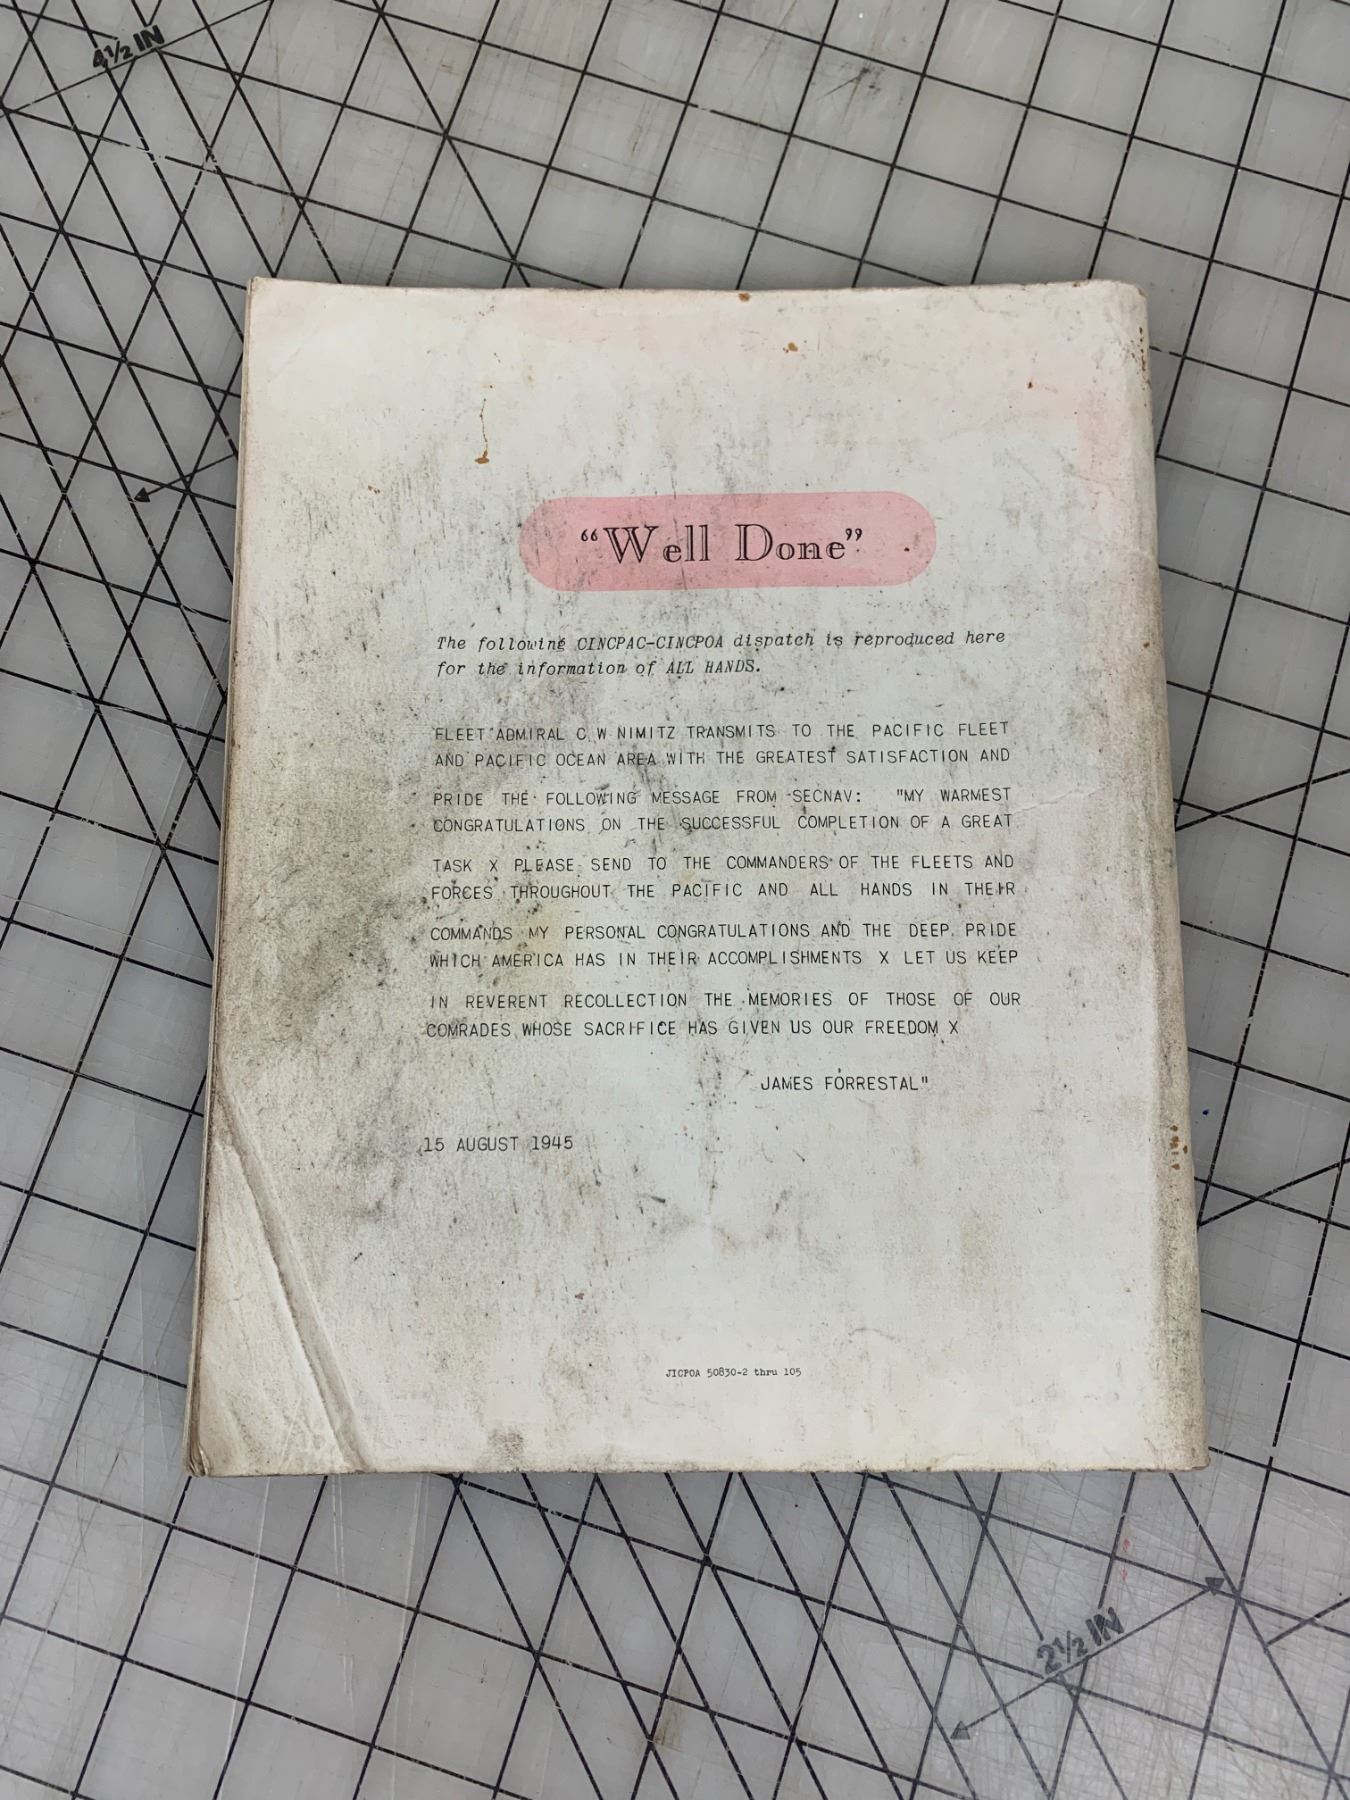 4½ IN
“Well Done”
The following CINCPAC-CINCPOA dispatch is reproduced here
for the information of ALL HANDS.
FLEET ADMIRAL C W NIMITZ TRANSMITS TO THE PACIFIC FLEET
AND PACIFIC OCEAN AREA WITH THE GREATEST SATISFACTION AND
PRIDE THE FOLLOWING MESSAGE FROM SECNAV: "MY WARMEST
CONGRATULATIONS ON THE SUCCESSFUL COMPLETION OF A GREAT
TASK X PLEASE SEND TO THE COMMANDERS OF THE FLEETS AND
FORCES THROUGHOUT THE PACIFIC AND ALL HANDS IN THEIR
COMMANDS MY PERSONAL CONGRATULATIONS AND THE DEEP PRIDE
WHICH AMERICA HAS IN THEIR ACCOMPLISHMENTS X LET US KEEP
IN REVERENT RECOLLECTION THE MEMORIES OF THOSE OF OUR
COMRADES WHOSE SACRIFICE HAS GIVEN US OUR FREEDOM X
JAMES FORRESTAL"
15 AUGUST 1945
JICPOA 50830-2 thru 105
2½ IN